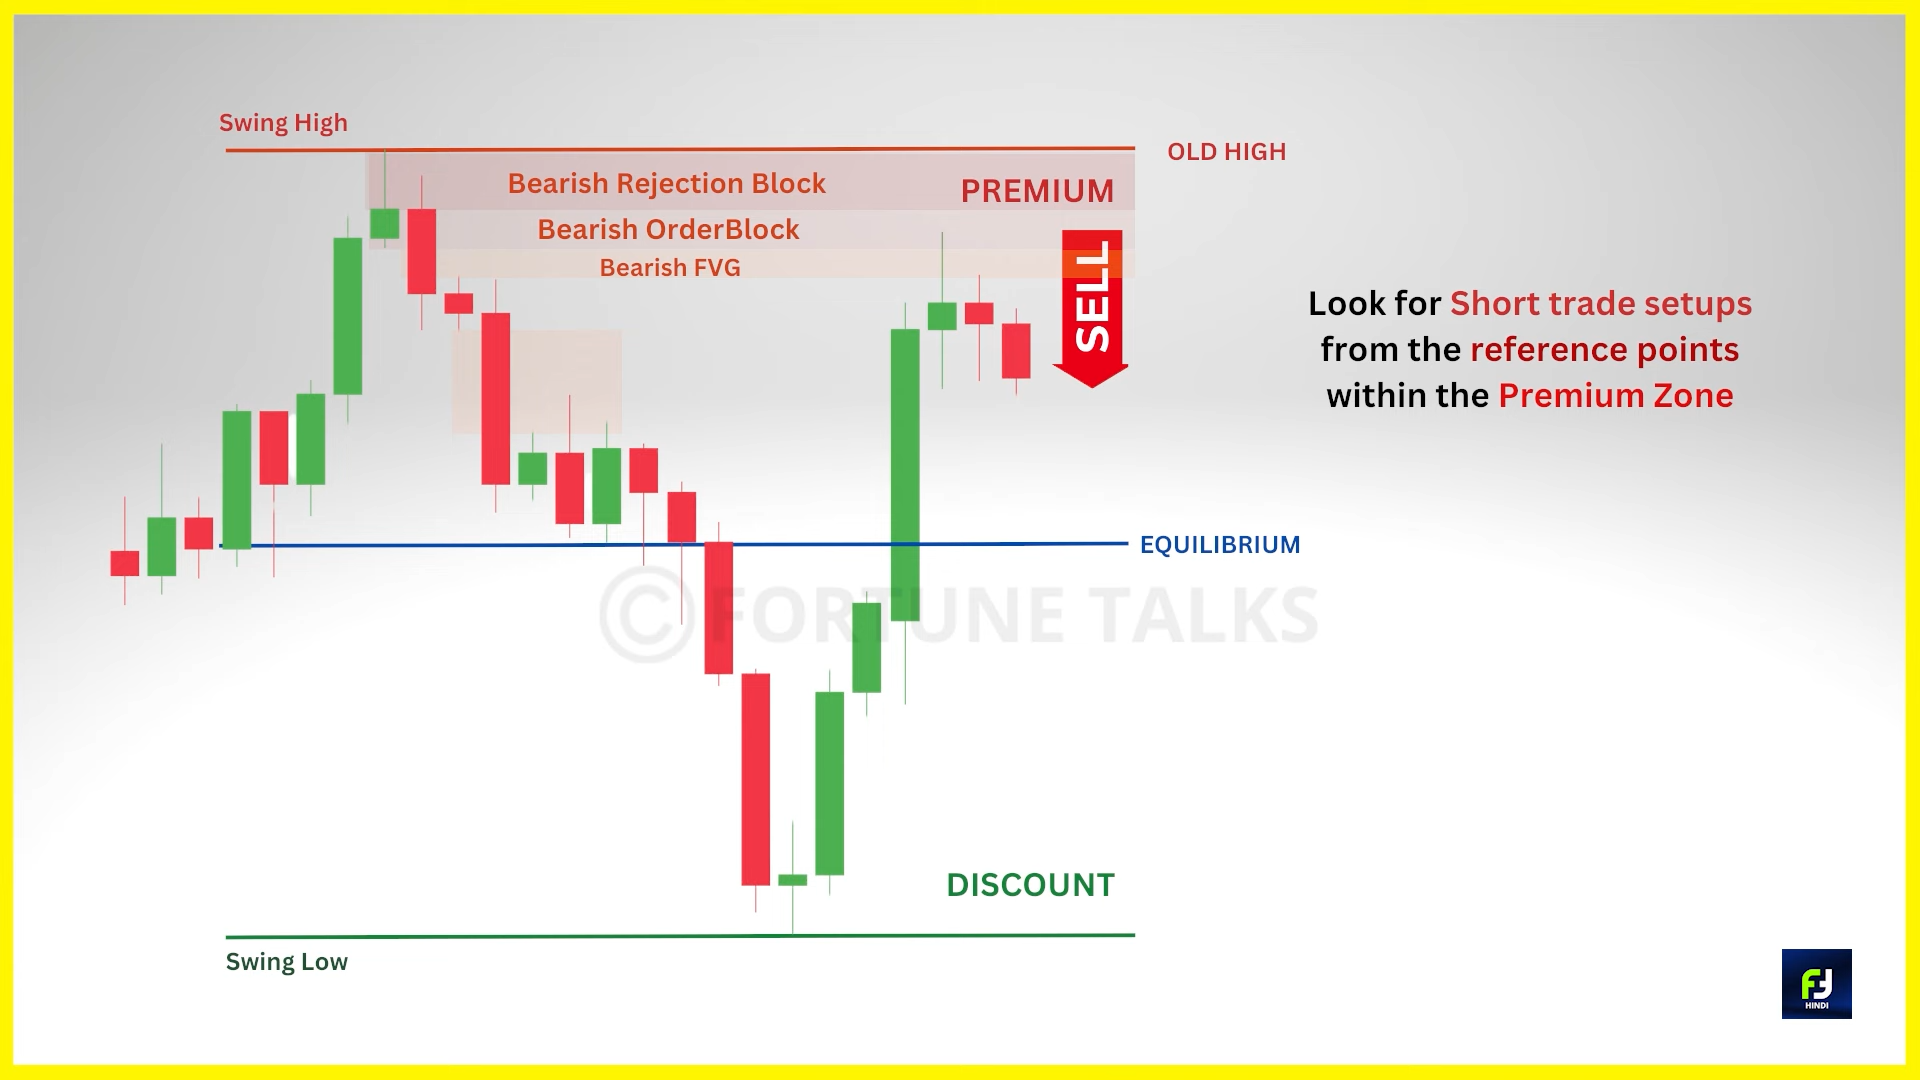 Swing High
OLD HIGH
Bearish Rejection Block
PREMIUM
Bearish OrderBlock
Bearish FVG
SELL
Look for Short trade setups
from the reference points
within the Premium Zone
EQUILIBRIUM
©FORTUNE TALKS
DISCOUNT
Swing Low
HINDI